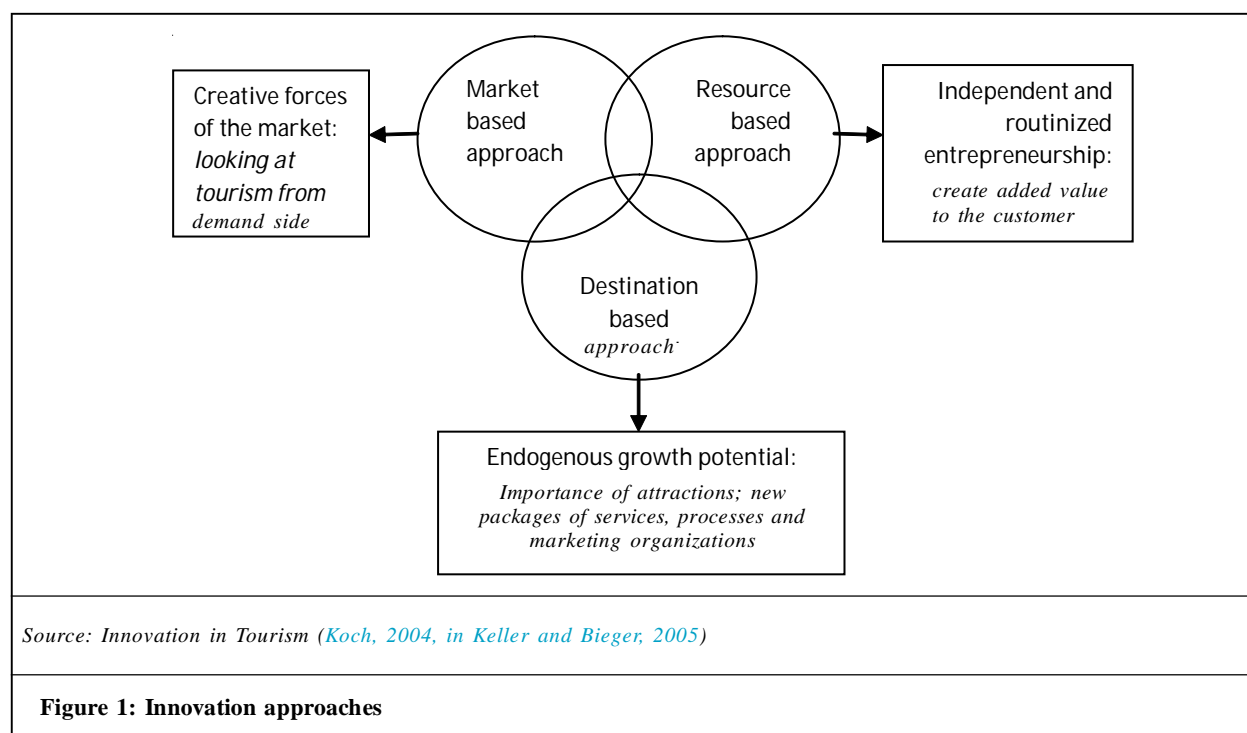 Creative forces
of the market:
looking at
tourism from
demand side
Market
based
approach
Resource
based
approach
Independent and
routinized
entrepreneurship:
create added value
to the customer
Destination
based
approach
Endogenous growth potential:
Importance of attractions; new
packages of services, processes and
marketing organizations
Source: Innovation in Tourism (Koch, 2004, in Keller and Bieger, 2005)
Figure 1: Innovation approaches